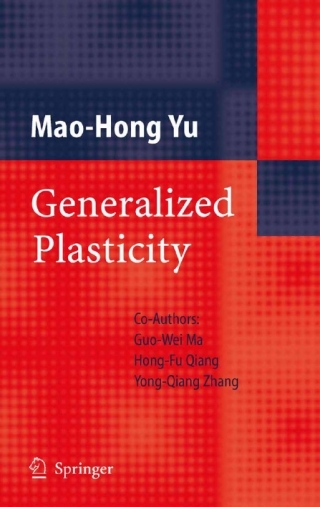 Mao-Hong Yu
Generalized
Plasticity
Co-Authors:
Guo-Wei Ma
Hong-Fu Qiang
Yong-Qiang Zhang
Springer